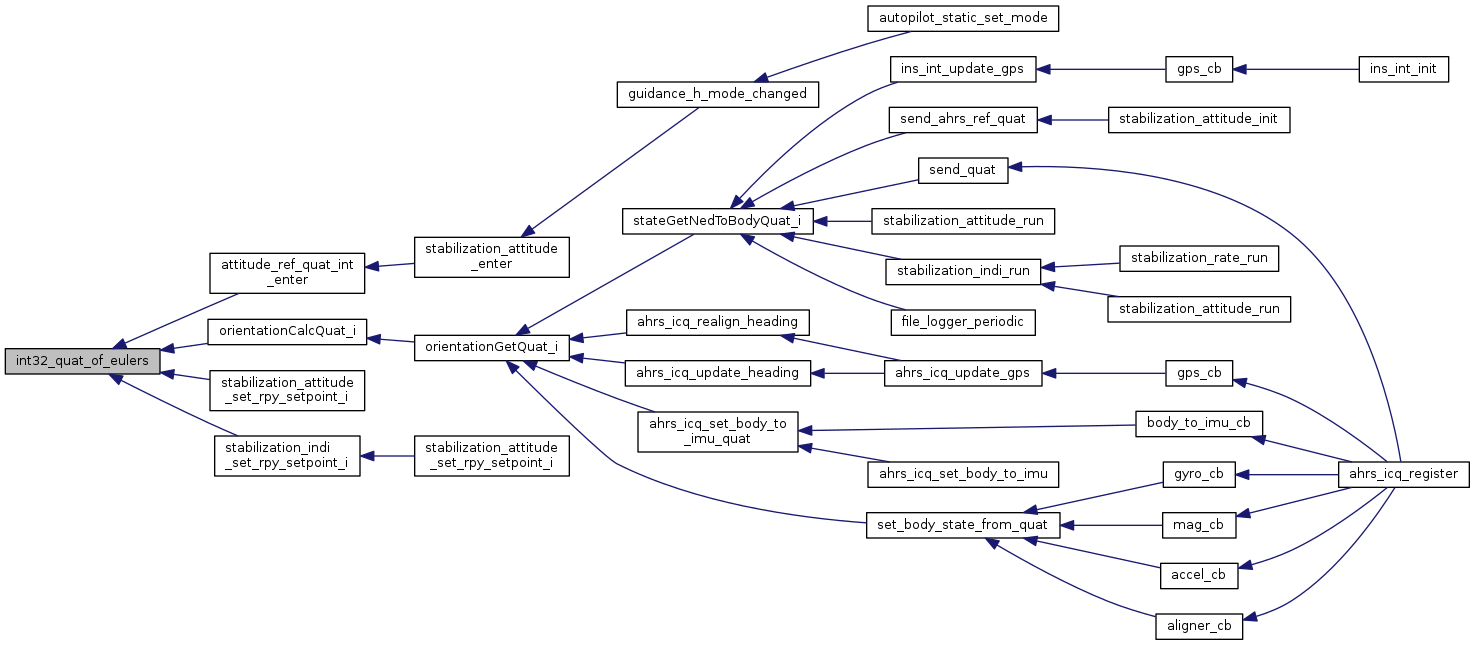 autopilot_static_set_mode
ins_int_update_gps
gps_cb
ins_int_init
guidance_h_mode_changed
send_ahrs_ref_quat
stabilization_attitude_init
send_quat
stateGetNedToBodyQuat_i
stabilization_attitude_run
stabilization_attitude
_enter
attitude_ref_quat_int
_enter
stabilization_indi_run
stabilization_rate_run
stabilization_attitude_run
file_logger_periodic
ahrs_icq_realign_heading
orientationCalcQuat_i
orientationGetQuat_i
int32_quat_of_eulers
ahrs_icq_update_heading
ahrs_icq_update_gps
gps_cb
stabilization_attitude
_set_rpy_setpoint_i
ahrs_icq_set_body_to
_imu_quat
body_to_imu_cb
stabilization_indi
_set_rpy_setpoint_i
stabilization_attitude
_set_rpy_setpoint_i
ahrs_icq_set_body_to_imu
gyro_cb
ahrs_icq_register
set_body_state_from_quat
mag_cb
accel_cb
aligner_cb